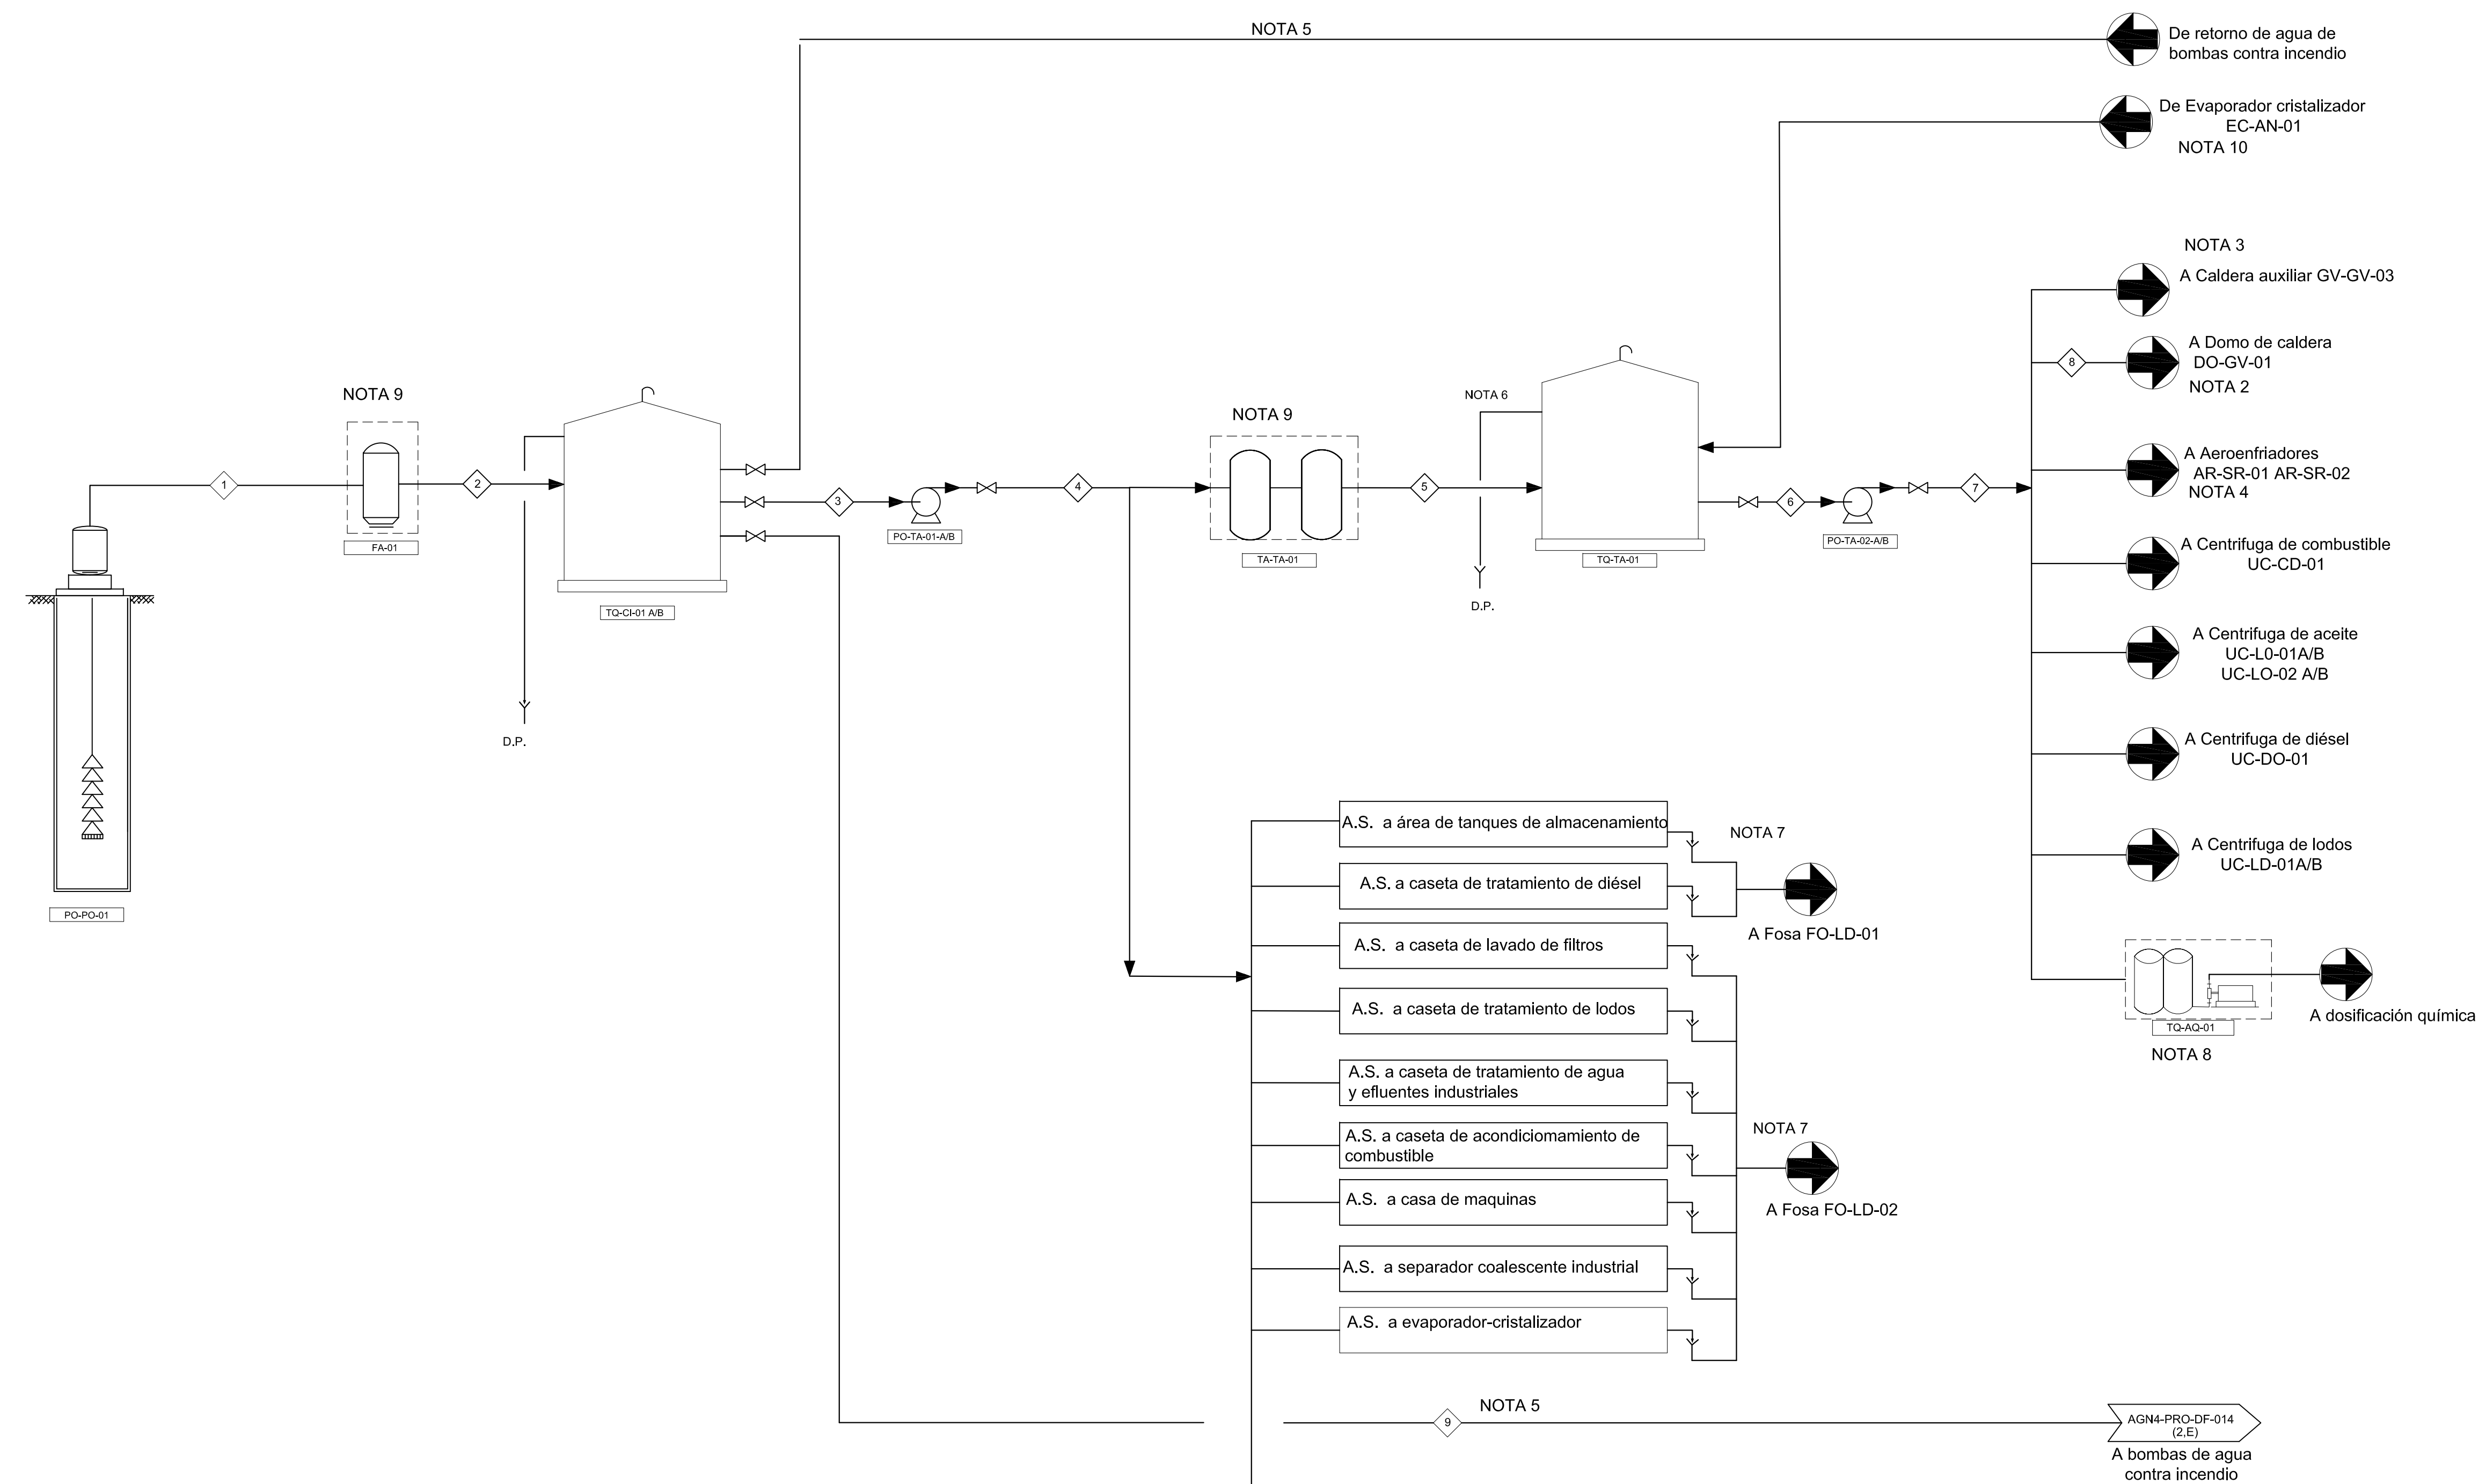 NOTA 5
De retorno de agua de
bombas contra incendio
De Evaporador cristalizador
EC-AN-01
NOTA 10
NOTA 3
A Caldera auxiliar GV-GV-03
8
A Domo de caldera
DO-GV-01
NOTA 2
NOTA 9
NOTA 6
NOTA 9
A Aeroenfriadores
AR-SR-01 AR-SR-02
NOTA 4
1
2
3
4
5
6
7
FA-01
PO-TA-01-A/B
TA-TA-01
TQ-TA-01
PO-TA-02-A/B
A Centrifuga de combustible
UC-CD-01
TQ-CI-01 A/B
D.P.
A Centrifuga de aceite
UC-L0-01A/B
UC-LO-02 A/B
D.P.
A Centrifuga de diésel
UC-DO-01
A.S. a área de tanques de almacenamiento
NOTA 7
A Centrifuga de lodos
UC-LD-01A/B
A.S. a caseta de tratamiento de diésel
PO-PO-01
A Fosa FO-LD-01
A.S. a caseta de lavado de filtros
A.S. a caseta de tratamiento de lodos
A dosificación química
TQ-AQ-01
NOTA 8
A.S. a caseta de tratamiento de agua
y efluentes industriales
NOTA 7
A.S. a caseta de acondiciomamiento de
combustible
A.S. a casa de maquinas
A Fosa FO-LD-02
A.S. a separador coalescente industrial
A.S. a evaporador-cristalizador
NOTA 5
9
AGN4-PRO-DF-014
(2,E)
A bombas de agua
contra incendio